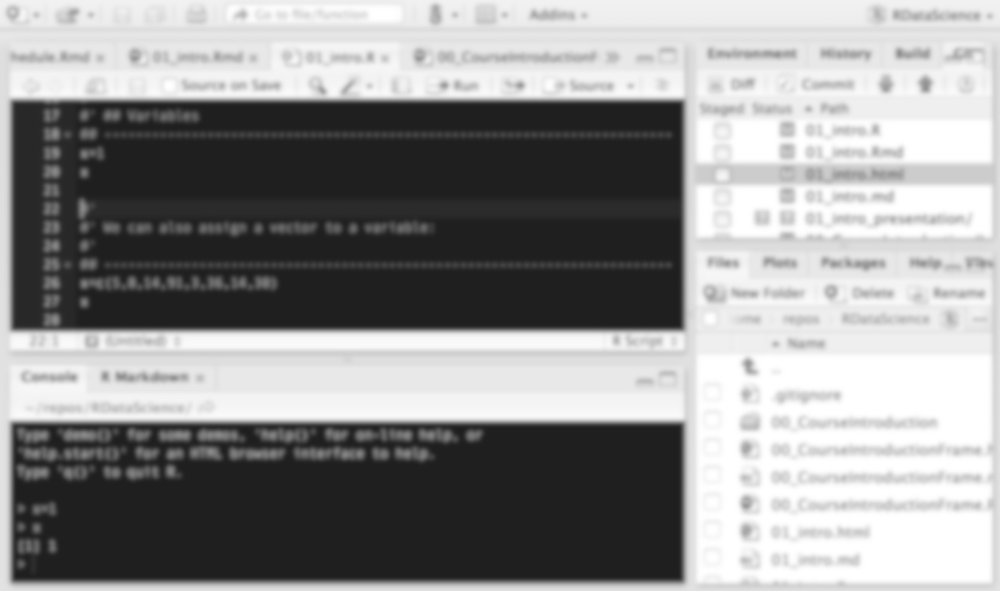 Go to file/function
Addins
RDataScience
hedule.Rmd
01_intro.Rmd
01_intro.R
00_CourseIntroductionF
Source on Save
Run
Source
17 #' ## Variables
18 ## ----------------------------------------------------------------------
19 x=1
20 x
21
22 #'
23 #' We can also assign a vector to a variable:
24 #'
25 ## ----------------------------------------------------------------------
26 x=c(5,8,14,91,3,36,14,30)
27 x
28
22:1
(Untitled)
R Script
Console
R Markdown
~/repos/RDataScience/
Type 'demo()' for some demos, 'help()' for on-line help, or
'help.start()' for an HTML browser interface to help.
Type 'q()' to quit R.
> x=1
> x
[1] 1
>
Environment
History
Build
Diff
Commit
Staged
Status
Path
01_intro.R
01_intro.Rmd
01_intro.html
01_intro.md
01_intro_presentation/
Files
Plots
Packages
Help
New Folder
Delete
Rename
me
repos
RDataScience
Name
..
.gitignore
00_CourseIntroduction
00_CourseIntroductionFrame.
00_CourseIntroductionFrame.
00_CourseIntroductionFrame.
01_intro.html
01_intro.md